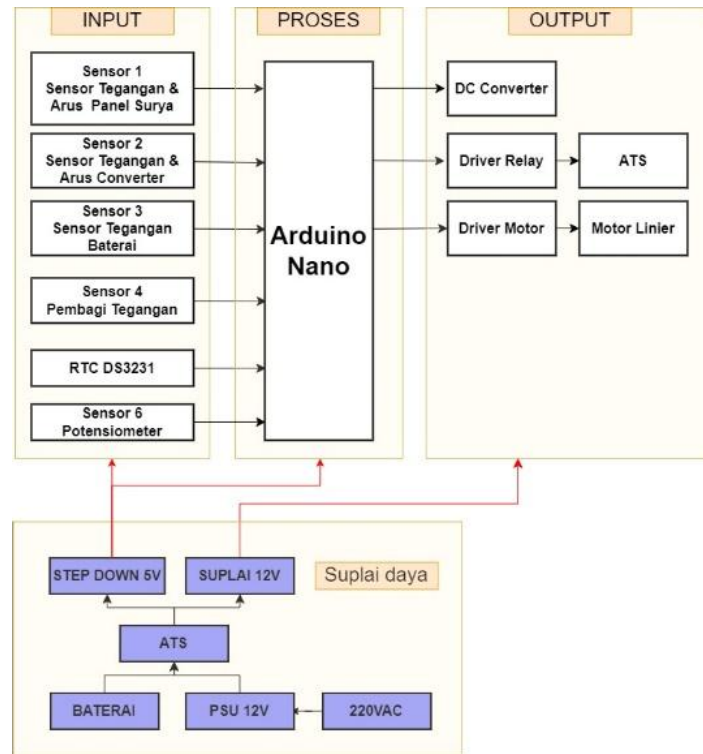 INPUT
Sensor 1
Sensor Tegangan &
Arus Panel Surya
Sensor 2
Sensor Tegangan &
Arus Converter
Sensor 3
Sensor Tegangan
Baterai
Sensor 4
Pembagi Tegangan
RTC DS3231
Sensor 6
Potensiometer
PROSES
Arduino
Nano
OUTPUT
DC Converter
Driver Relay
ATS
Driver Motor
Motor Linier
Suplai daya
STEP DOWN 5V
SUPLAI 12V
ATS
BATERAI
PSU 12V
220VAC